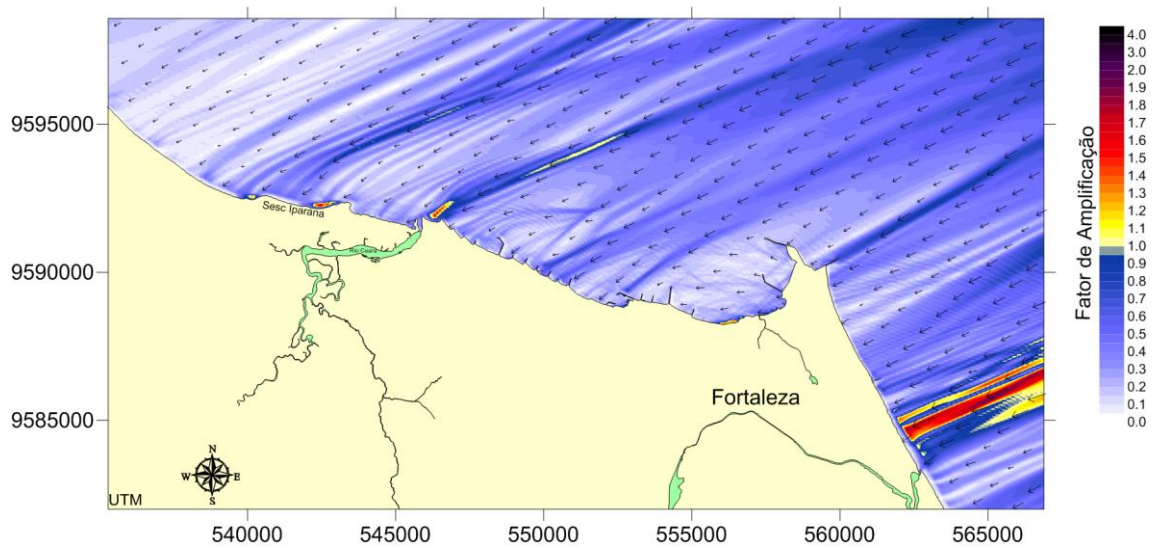 540000 545000 550000 555000 560000 565000
9595000
9590000
9585000
Sesc Iparana
Rio Ceará
Fortaleza
N
W E
S
UTM
Fator de Amplificação
4.0
3.0
2.0
1.9
1.8
1.7
1.6
1.5
1.4
1.3
1.2
1.1
1.0
0.9
0.8
0.7
0.6
0.5
0.4
0.3
0.2
0.1
0.0